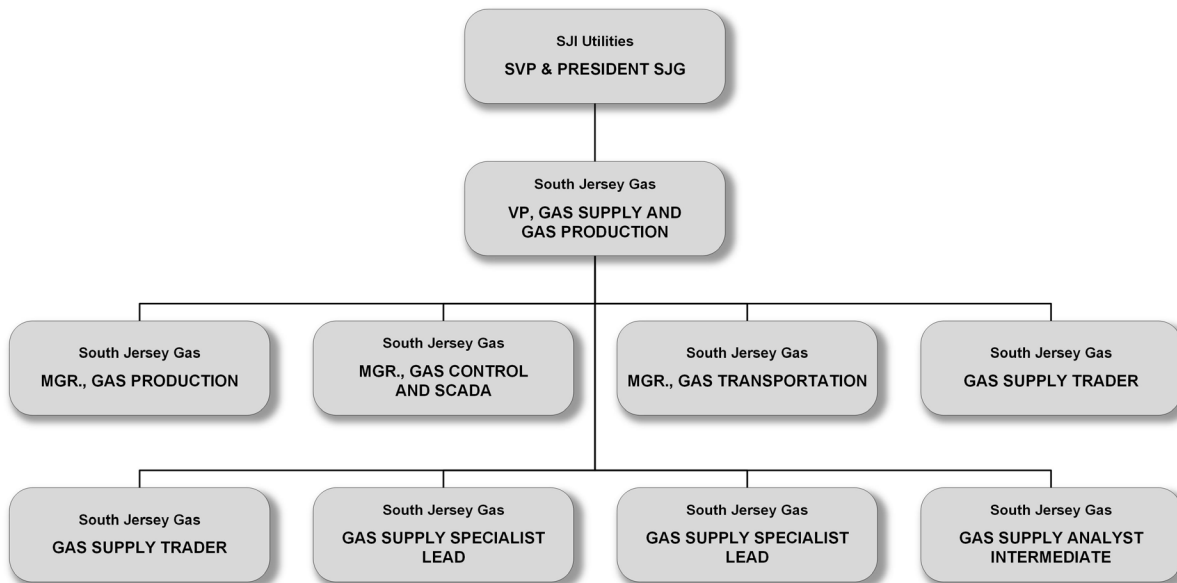 SJI Utilities
SVP & PRESIDENT SJG
South Jersey Gas
VP, GAS SUPPLY AND
GAS PRODUCTION
South Jersey Gas
MGR., GAS PRODUCTION
South Jersey Gas
MGR., GAS CONTROL
AND SCADA
South Jersey Gas
MGR., GAS TRANSPORTATION
South Jersey Gas
GAS SUPPLY TRADER
South Jersey Gas
GAS SUPPLY TRADER
South Jersey Gas
GAS SUPPLY SPECIALIST
LEAD
South Jersey Gas
GAS SUPPLY SPECIALIST
LEAD
South Jersey Gas
GAS SUPPLY ANALYST
INTERMEDIATE